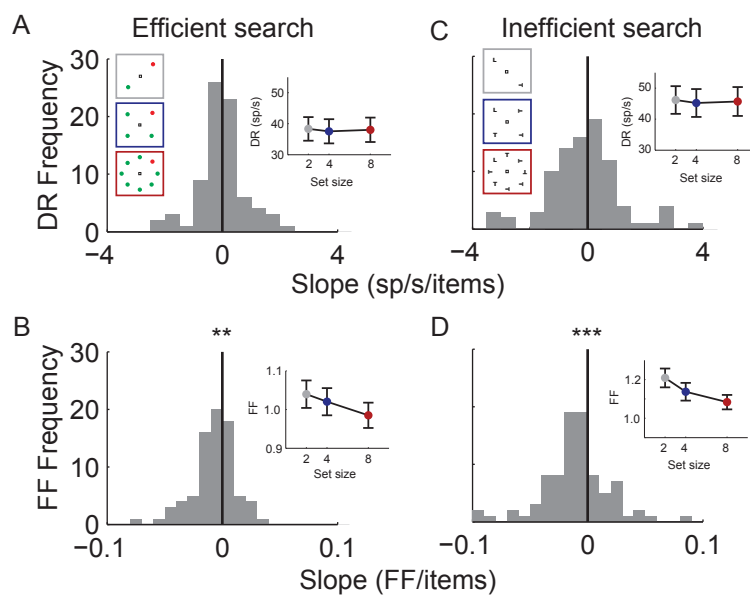 A Efficient search
C Inefficient search
30
20
10
0
DR Frequency
−4 0 4
50
40
30
DR (sp/s)
2 4 8
Set size
L
T
L T
T T
T
50
40
30
DR (sp/s)
2 4 8
Set size
−4 0 4
Slope (sp/s/items)
B
**
30
20
10
0
FF Frequency
−0.1 0 0.1
1.1
1.0
0.9
FF
2 4 8
Set size
D
***
1.2
1.0
FF
2 4 8
Set size
−0.1 0 0.1
Slope (FF/items)